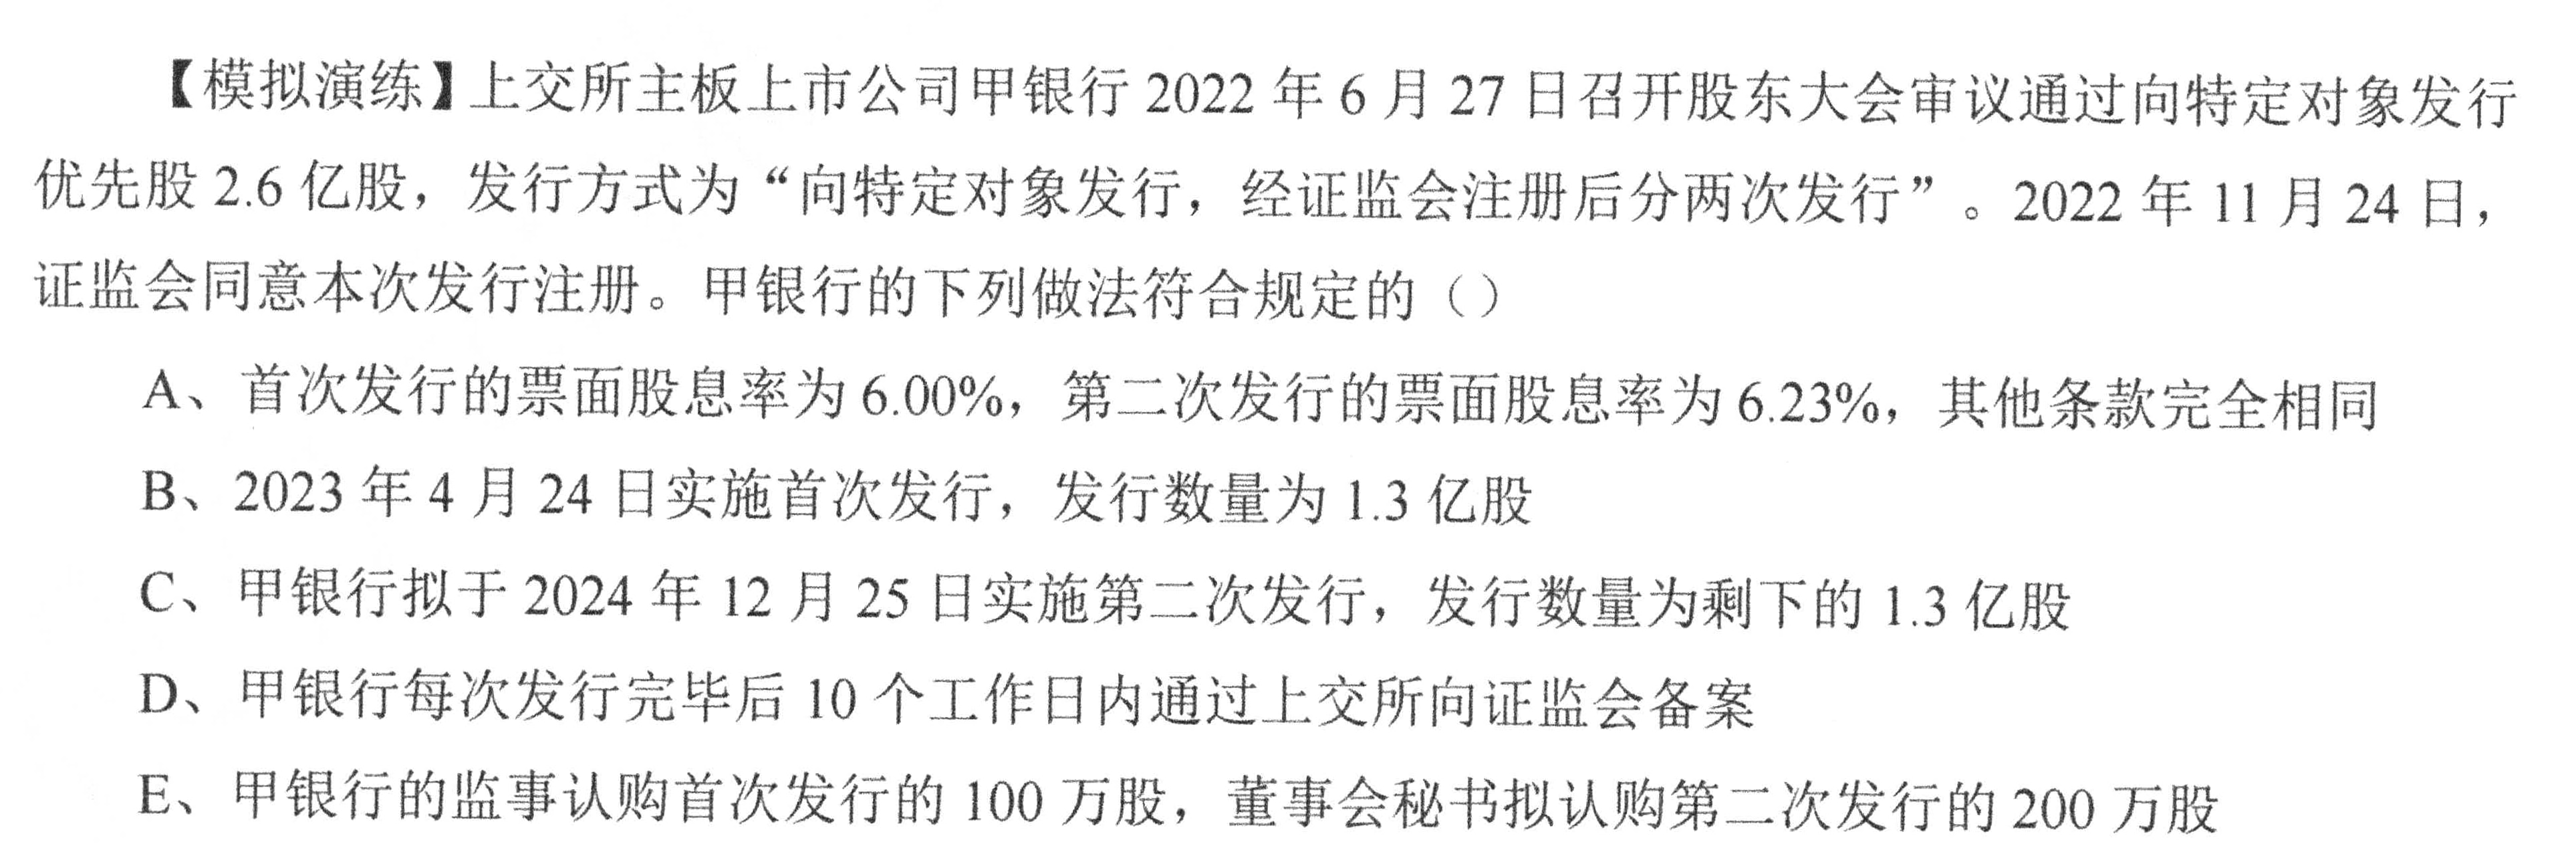 【模拟演练】上交所主板上市公司甲银行 2022 年 6 月 27 日召开股东大会审议通过向特定对象发行
优先股 2.6 亿股，发行方式为“向特定对象发行，经证监会注册后分两次发行”。2022 年 11 月 24 日，
证监会同意本次发行注册。甲银行的下列做法符合规定的（）
A、首次发行的票面股息率为 6.00%，第二次发行的票面股息率为 6.23%，其他条款完全相同
B、2023 年 4 月 24 日实施首次发行，发行数量为 1.3 亿股
C、甲银行拟于 2024 年 12 月 25 日实施第二次发行，发行数量为剩下的 1.3 亿股
D、甲银行每次发行完毕后 10 个工作日内通过上交所向证监会备案
E、甲银行的监事认购首次发行的 100 万股，董事会秘书拟认购第二次发行的 200 万股